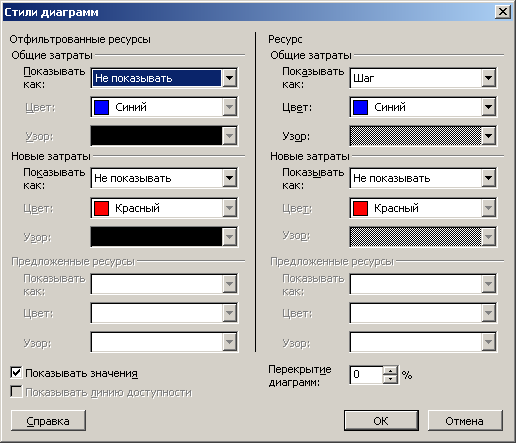 Стили диаграмм
Отфильтрованные ресурсы
Общие затраты
Показывать как: Не показывать
Цвет: Синий
Узор:
Новые затраты
Показывать как: Не показывать
Цвет: Красный
Узор:
Предложенные ресурсы
Показывать как:
Цвет:
Узор:
Ресурс
Общие затраты
Показывать как: Шаг
Цвет: Синий
Узор:
Новые затраты
Показывать как: Не показывать
Цвет: Красный
Узор:
Предложенные ресурсы
Показывать как:
Цвет:
Узор:
Показывать значения
Показывать линию доступности
Перекрытие диаграмм: 0 %
Справка
ОК
Отмена